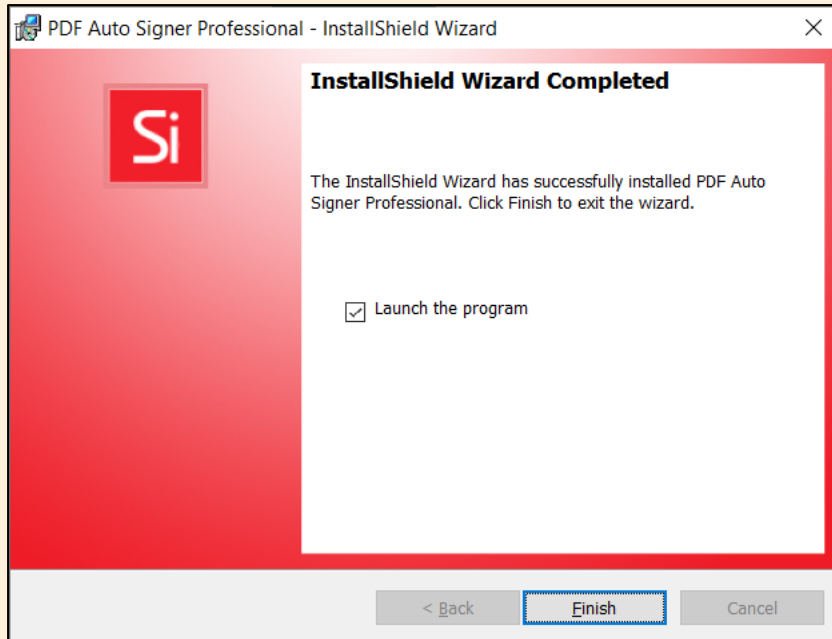 PDF Auto Signer Professional - InstallShield Wizard
Si
InstallShield Wizard Completed
The InstallShield Wizard has successfully installed PDF Auto
Signer Professional. Click Finish to exit the wizard.
Launch the program
< Back
Finish
Cancel